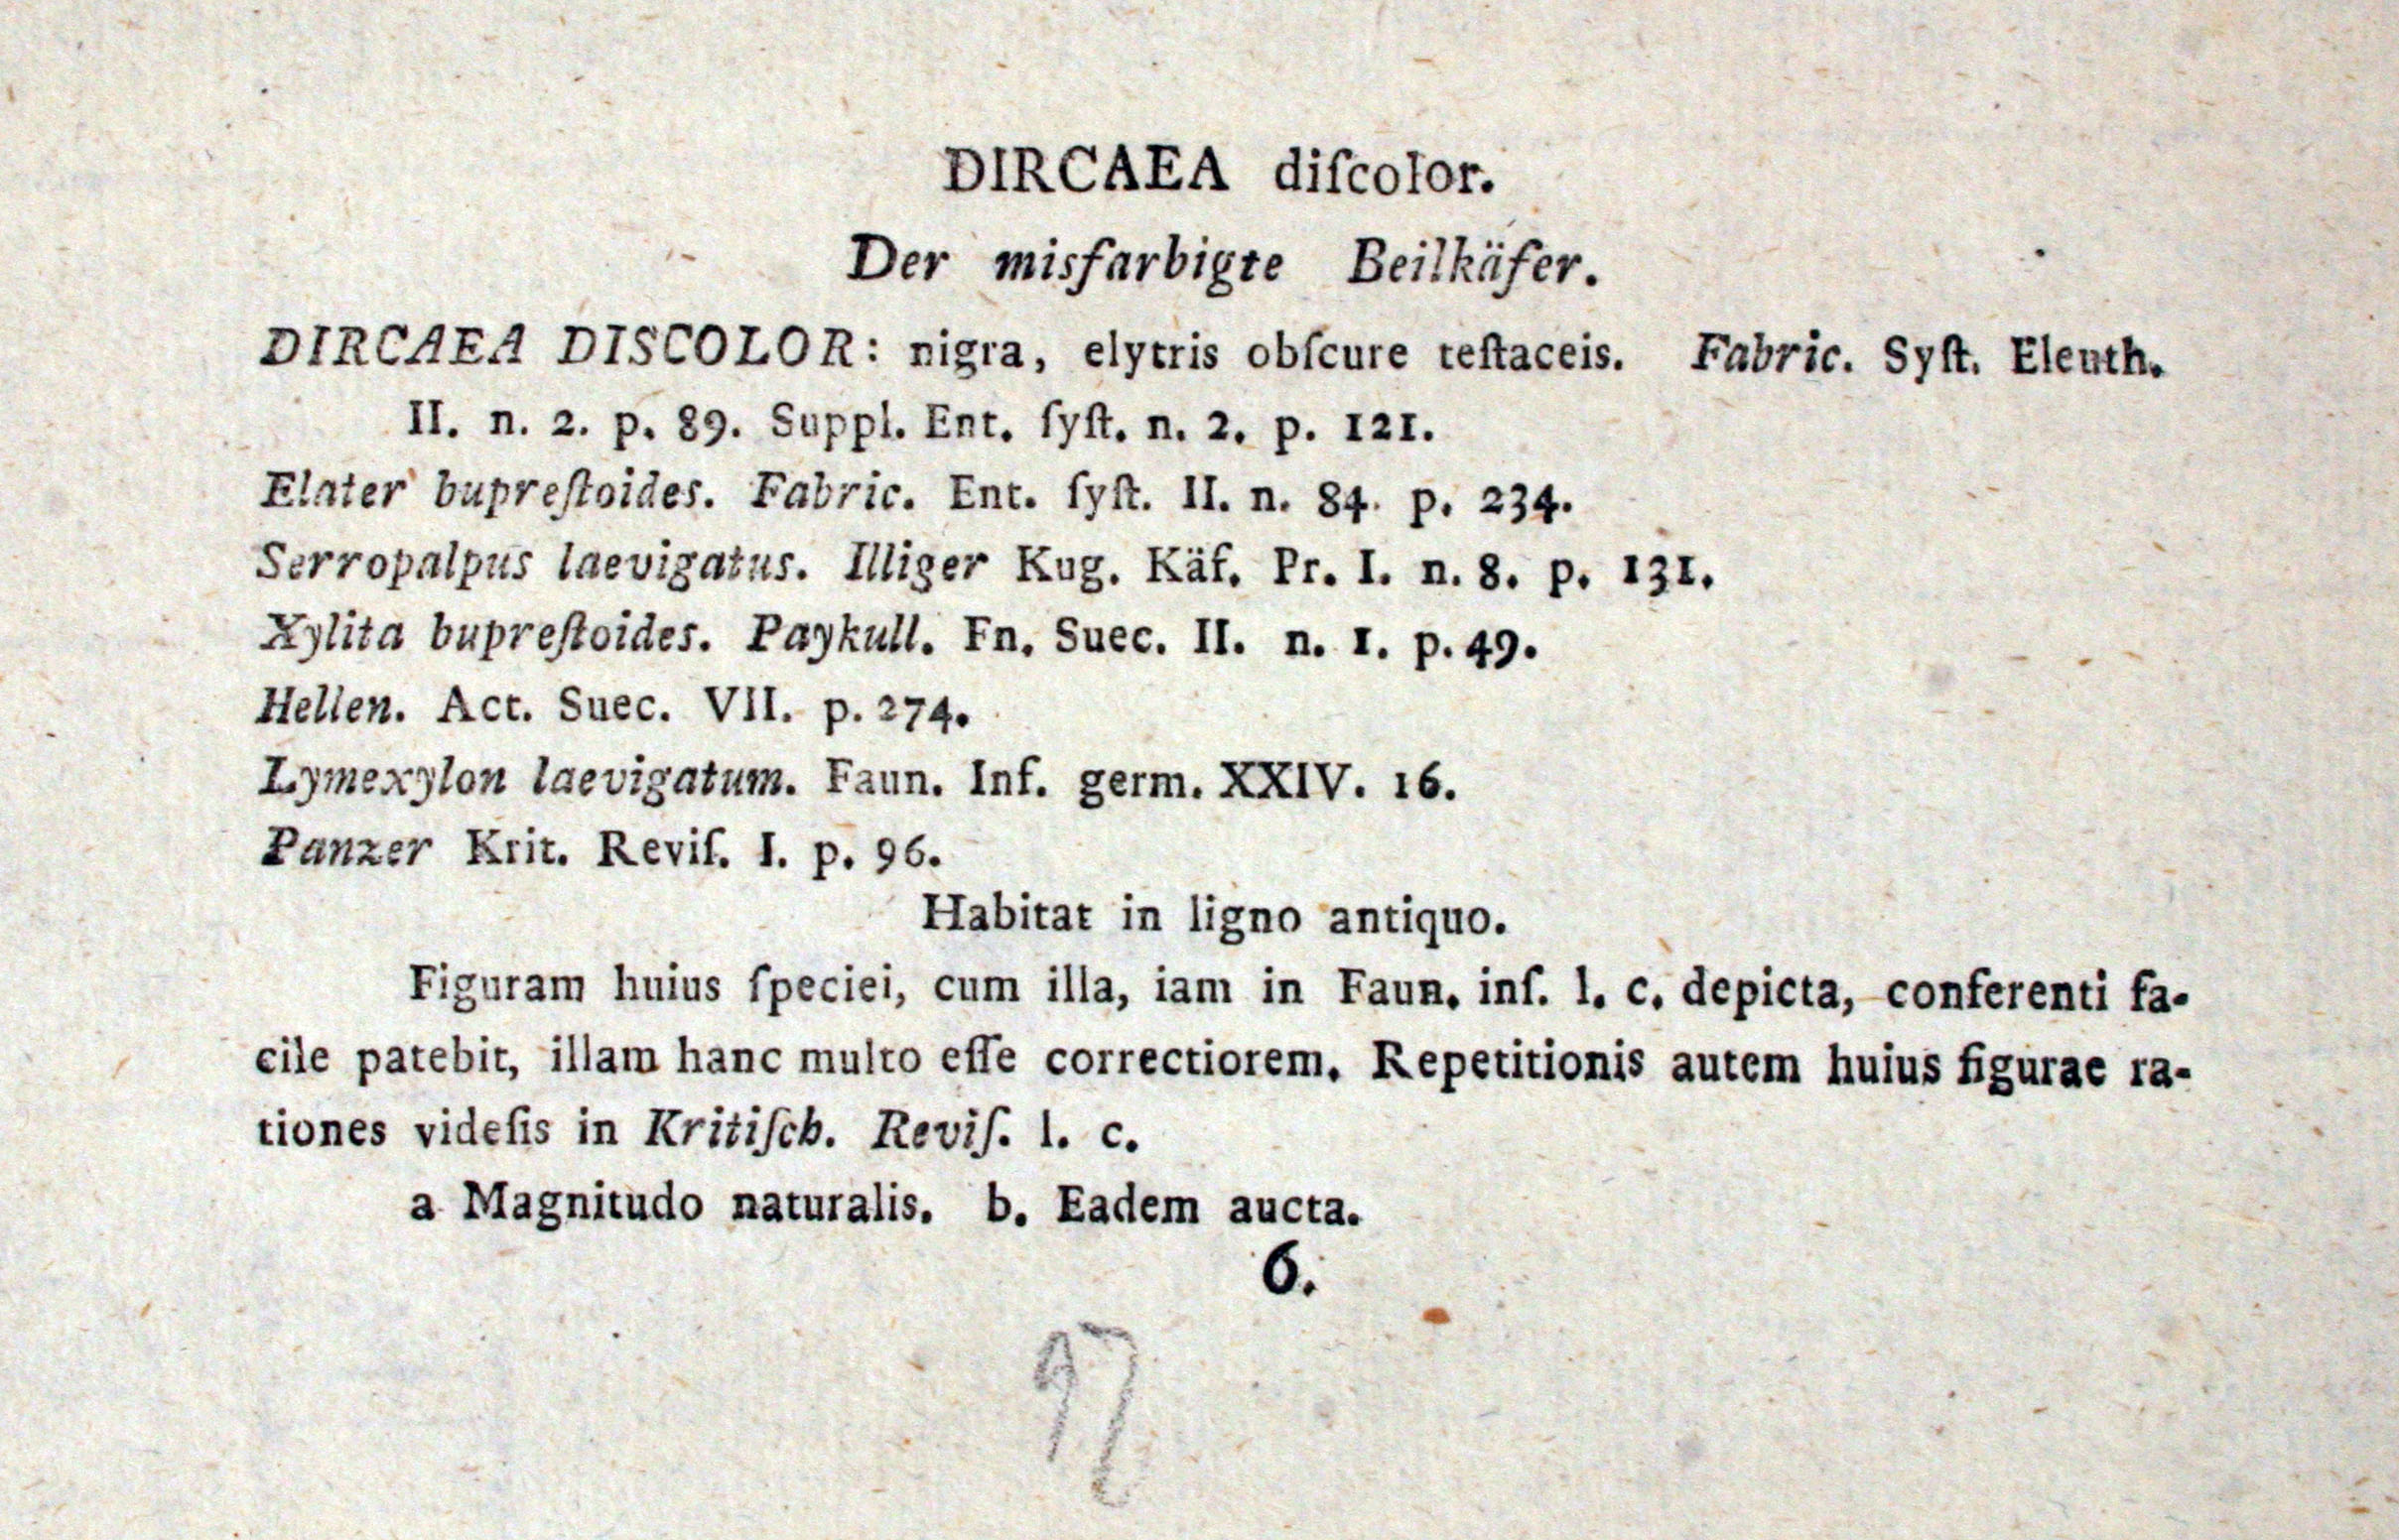 DIRCAEA diſcolor.
Der misfarbigte Beilkäfer.
DIRCAEA DISCOLOR: nigra, elytris obſcure teſtaceis. Fabric. Syſt. Eleuth.
II. n. 2. p. 89. Suppl. Ent. ſyſt. n. 2. p. 121.
Elater bupreſtoides. Fabric. Ent. ſyſt. II. n. 84. p. 234.
Serropalpus laevigatus. Illiger Kug. Käf. Pr. I. n. 8. p. 131.
Xylita bupreſtoides. Paykull. Fn. Suec. II. n. 1. p. 49.
Hellen. Act. Suec. VII. p. 274.
Lymexylon laevigatum. Faun. Inſ. germ. XXIV. 16.
Panzer Krit. Reviſ. I. p. 96.
Habitat in ligno antiquo.
Figuram huius ſpeciei, cum illa, iam in Faun. inſ. l. c. depicta, conferenti fa-
cile patebit, illam hanc multo eſſe correctiorem. Repetitionis autem huius figurae ra-
tiones videſis in Kritiſch. Reviſ. l. c.
a Magnitudo naturalis. b. Eadem aucta.
6.
97